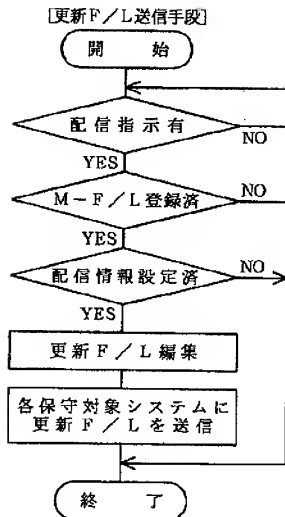 [更新F/L送信手段]
開 始
配信指示有
NO
YES
M-F/L登録済
NO
YES
配信情報設定済
NO
YES
更新F/L編集
各保守対象システムに
更新F/Lを送信
終 了